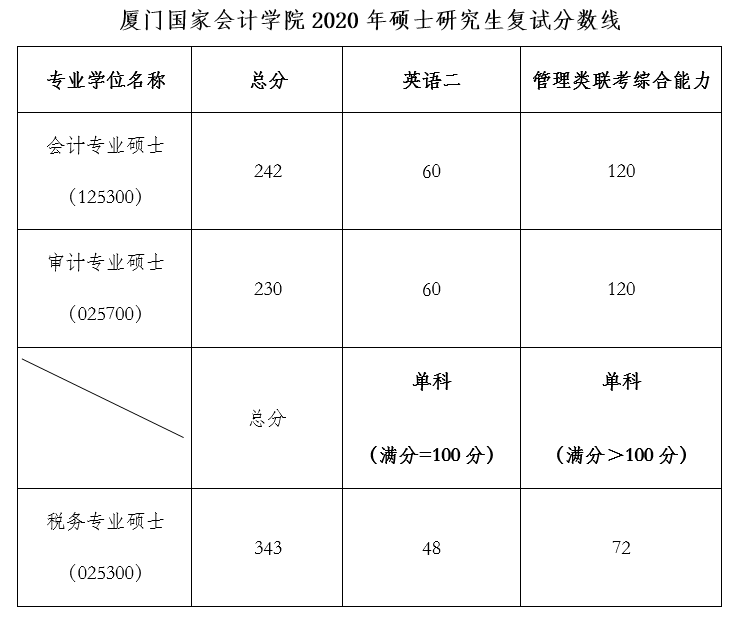 厦门国家会计学院 2020 年硕士研究生复试分数线
专业学位名称 总分 英语二 管理类联考综合能力
会计专业硕士
（125300）
242 60 120
审计专业硕士
（025700）
230 60 120
总分
单科
（满分=100 分）
单科
（满分＞100 分）
税务专业硕士
（025300）
343 48 72